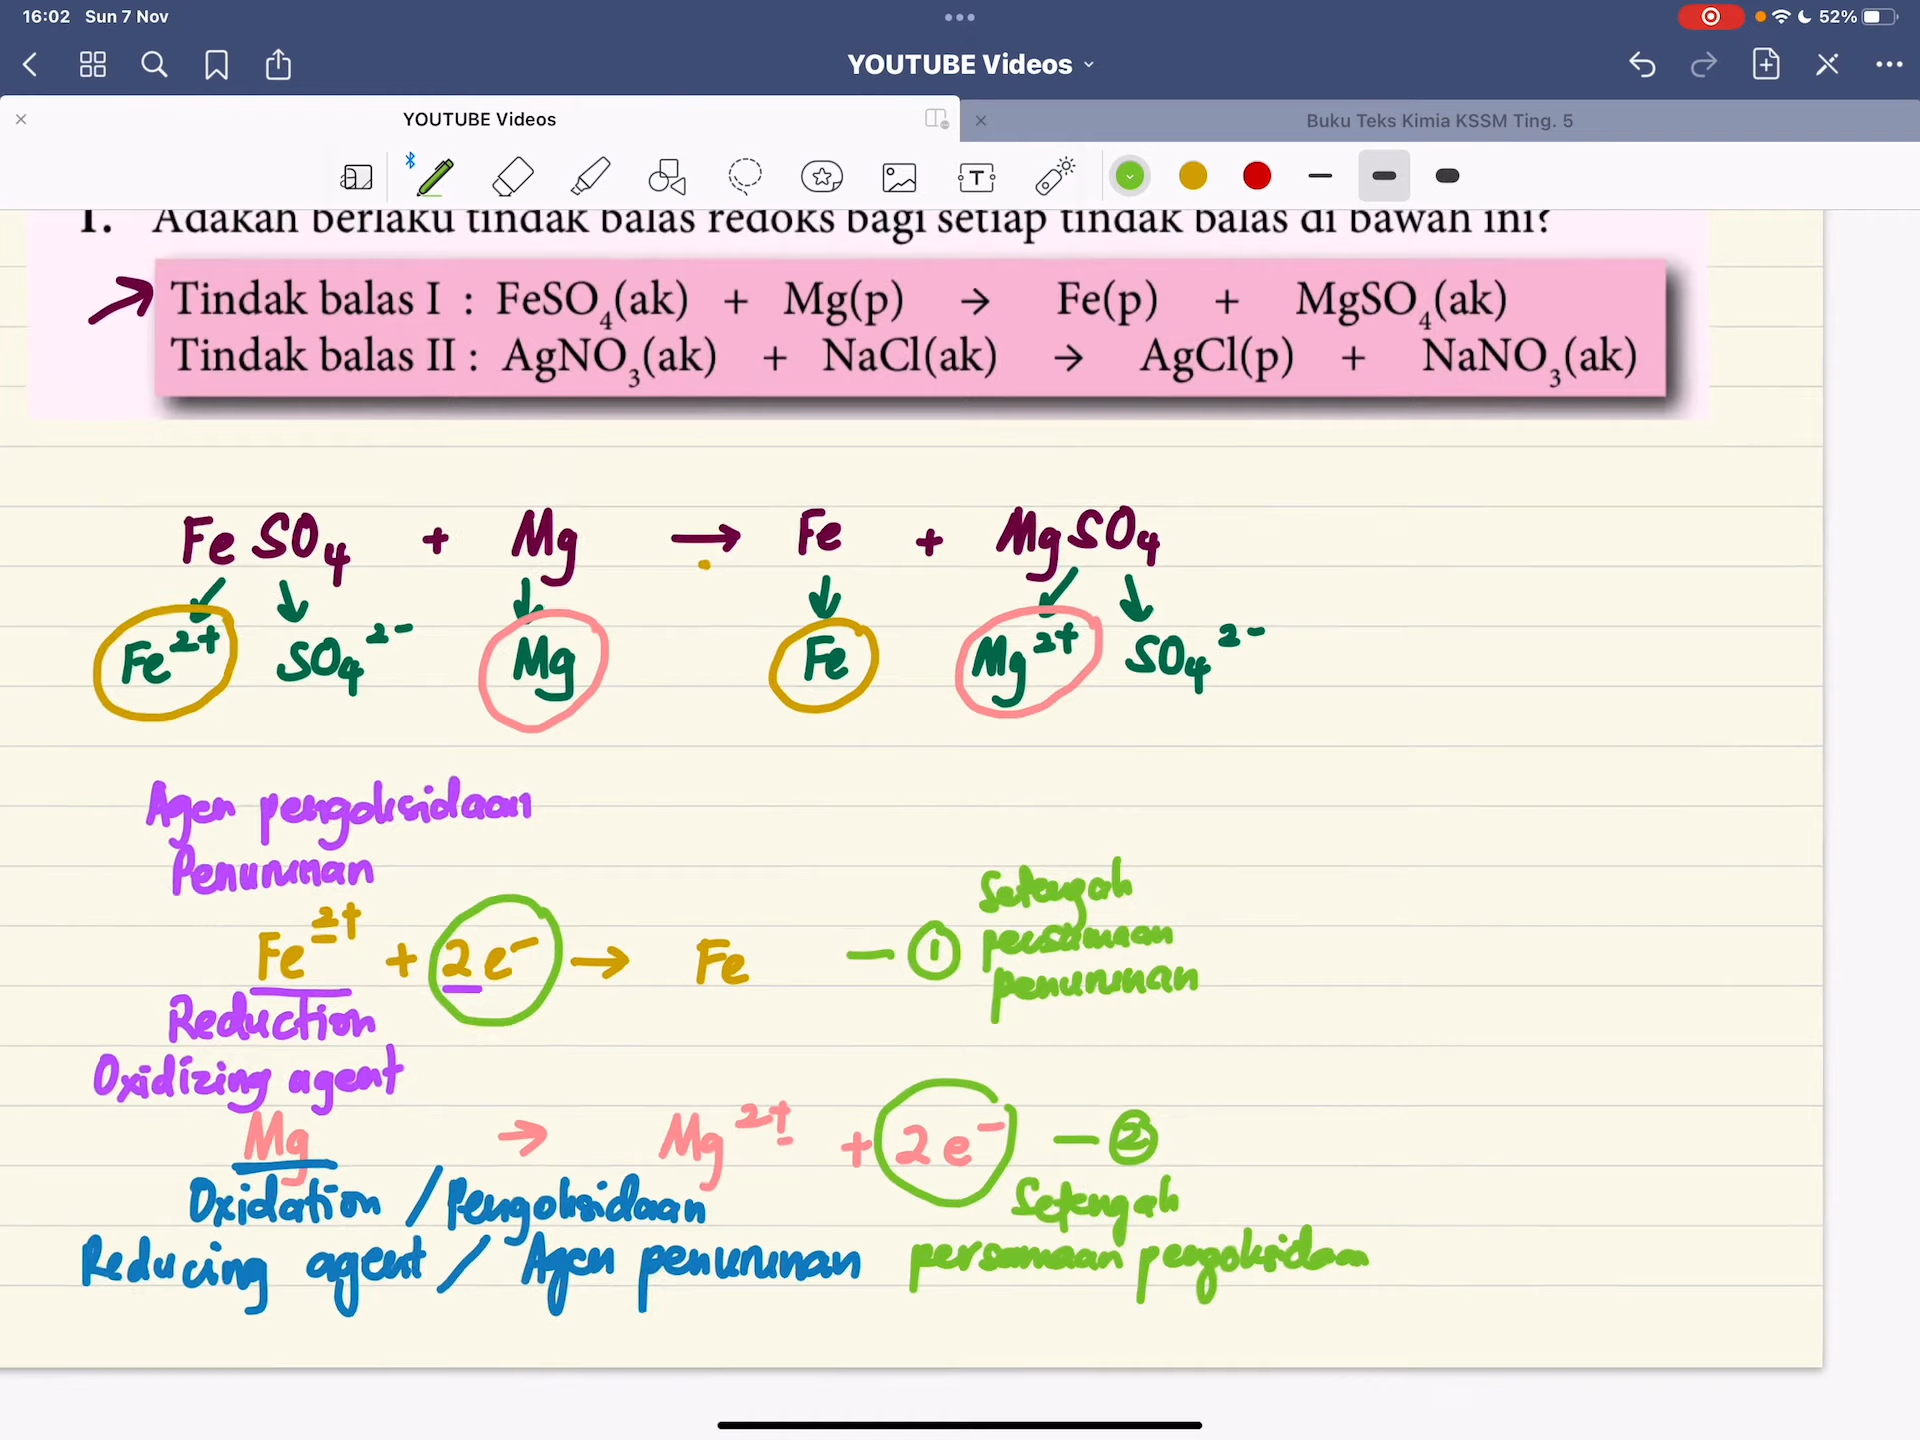 16:02 Sun 7 Nov
52%
YOUTUBE Videos
YOUTUBE Videos
Buku Teks Kimia KSSM Ting. 5
1. Adakah berlaku tindak balas redoks bagi setiap tindak balas di bawah ini?
Tindak balas I : FeSO₄(ak) + Mg(p) → Fe(p) + MgSO₄(ak)
Tindak balas II : AgNO₃(ak) + NaCl(ak) → AgCl(p) + NaNO₃(ak)
FeSO₄ + Mg → Fe + MgSO₄
Fe²⁺ SO₄²⁻ Mg Fe Mg²⁺ SO₄²⁻
Agen pengoksidaan
Penurunan
Fe²⁺ + 2e⁻ → Fe — ①
Setengah
persamaan
penurunan
Reduction
Oxidizing agent
Mg → Mg²⁺ + 2e⁻ — ②
Oxidation / Pengoksidaan
Reducing agent / Agen penurunan
Setengah
persamaan pengoksidaan